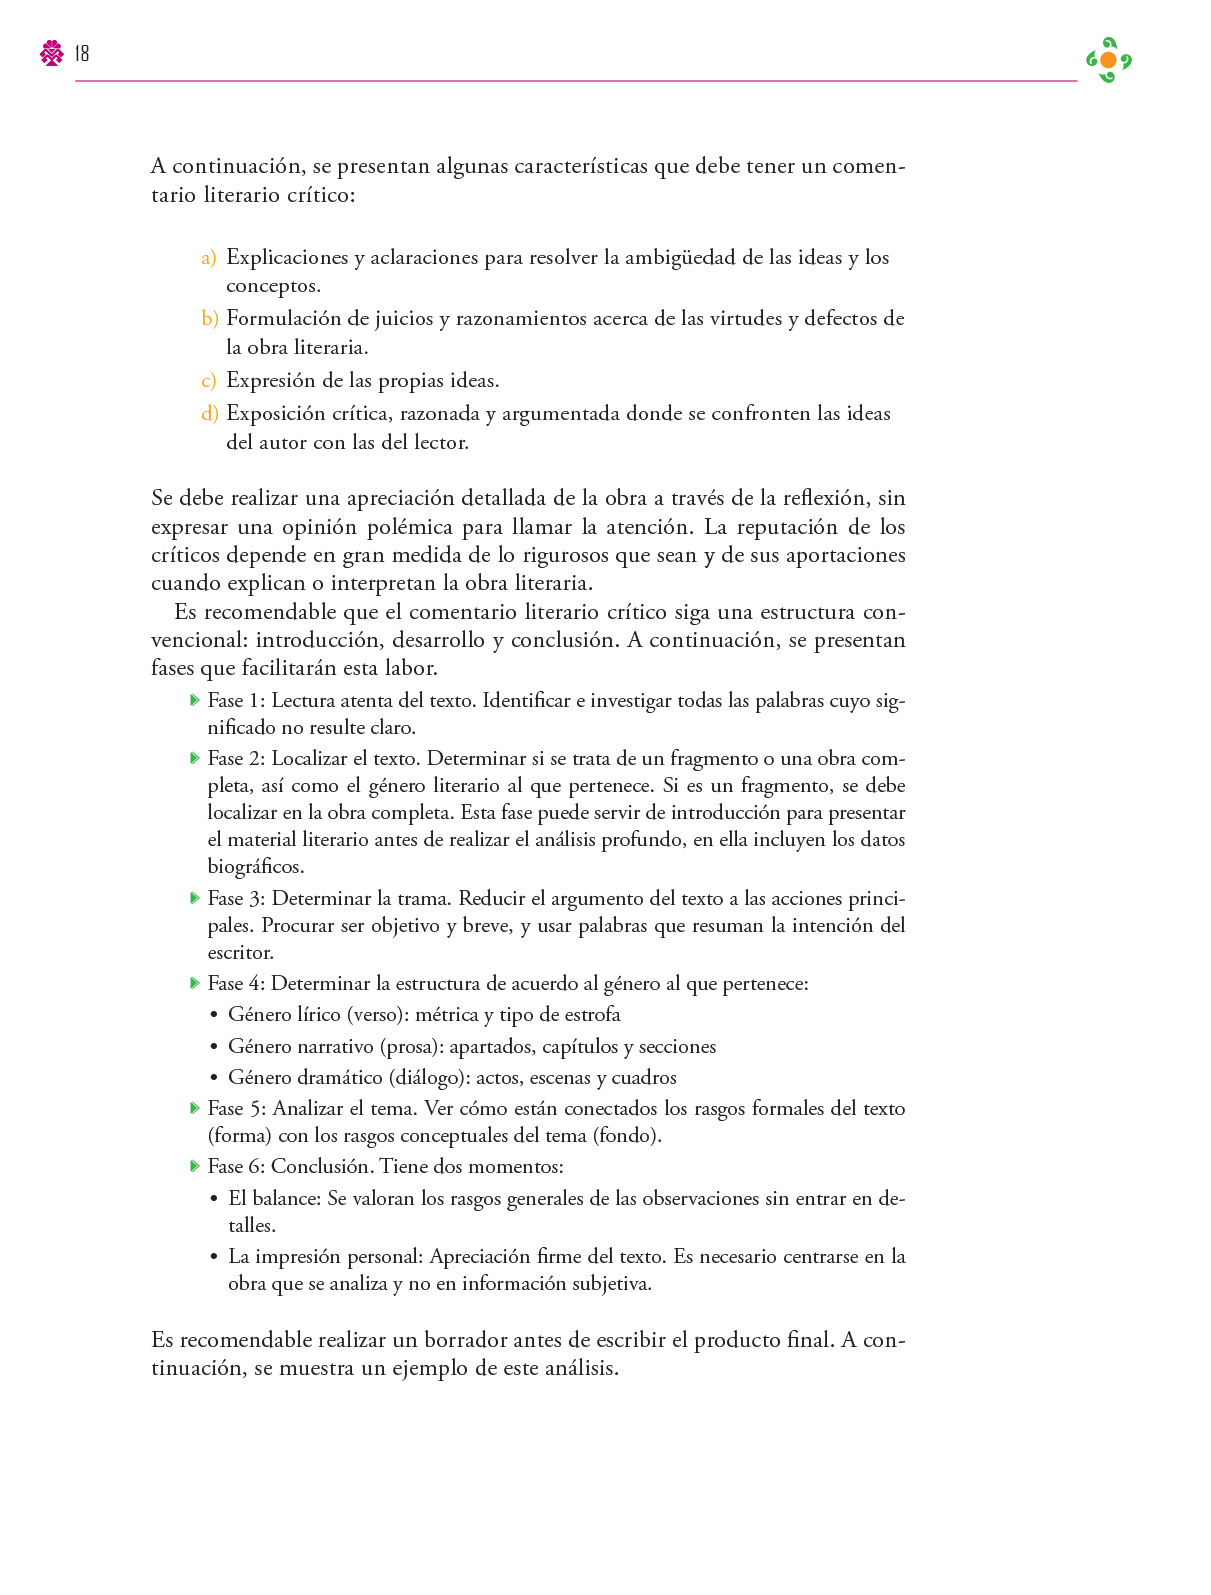 18
A continuación, se presentan algunas características que debe tener un comen-
tario literario crítico:
a) Explicaciones y aclaraciones para resolver la ambigüedad de las ideas y los
conceptos.
b) Formulación de juicios y razonamientos acerca de las virtudes y defectos de
la obra literaria.
c) Expresión de las propias ideas.
d) Exposición crítica, razonada y argumentada donde se confronten las ideas
del autor con las del lector.
Se debe realizar una apreciación detallada de la obra a través de la reflexión, sin
expresar una opinión polémica para llamar la atención. La reputación de los
críticos depende en gran medida de lo rigurosos que sean y de sus aportaciones
cuando explican o interpretan la obra literaria.
Es recomendable que el comentario literario crítico siga una estructura con-
vencional: introducción, desarrollo y conclusión. A continuación, se presentan
fases que facilitarán esta labor.
Fase 1: Lectura atenta del texto. Identificar e investigar todas las palabras cuyo sig-
nificado no resulte claro.
Fase 2: Localizar el texto. Determinar si se trata de un fragmento o una obra com-
pleta, así como el género literario al que pertenece. Si es un fragmento, se debe
localizar en la obra completa. Esta fase puede servir de introducción para presentar
el material literario antes de realizar el análisis profundo, en ella incluyen los datos
biográficos.
Fase 3: Determinar la trama. Reducir el argumento del texto a las acciones princi-
pales. Procurar ser objetivo y breve, y usar palabras que resuman la intención del
escritor.
Fase 4: Determinar la estructura de acuerdo al género al que pertenece:
• Género lírico (verso): métrica y tipo de estrofa
• Género narrativo (prosa): apartados, capítulos y secciones
• Género dramático (diálogo): actos, escenas y cuadros
Fase 5: Analizar el tema. Ver cómo están conectados los rasgos formales del texto
(forma) con los rasgos conceptuales del tema (fondo).
Fase 6: Conclusión. Tiene dos momentos:
• El balance: Se valoran los rasgos generales de las observaciones sin entrar en de-
talles.
• La impresión personal: Apreciación firme del texto. Es necesario centrarse en la
obra que se analiza y no en información subjetiva.
Es recomendable realizar un borrador antes de escribir el producto final. A con-
tinuación, se muestra un ejemplo de este análisis.